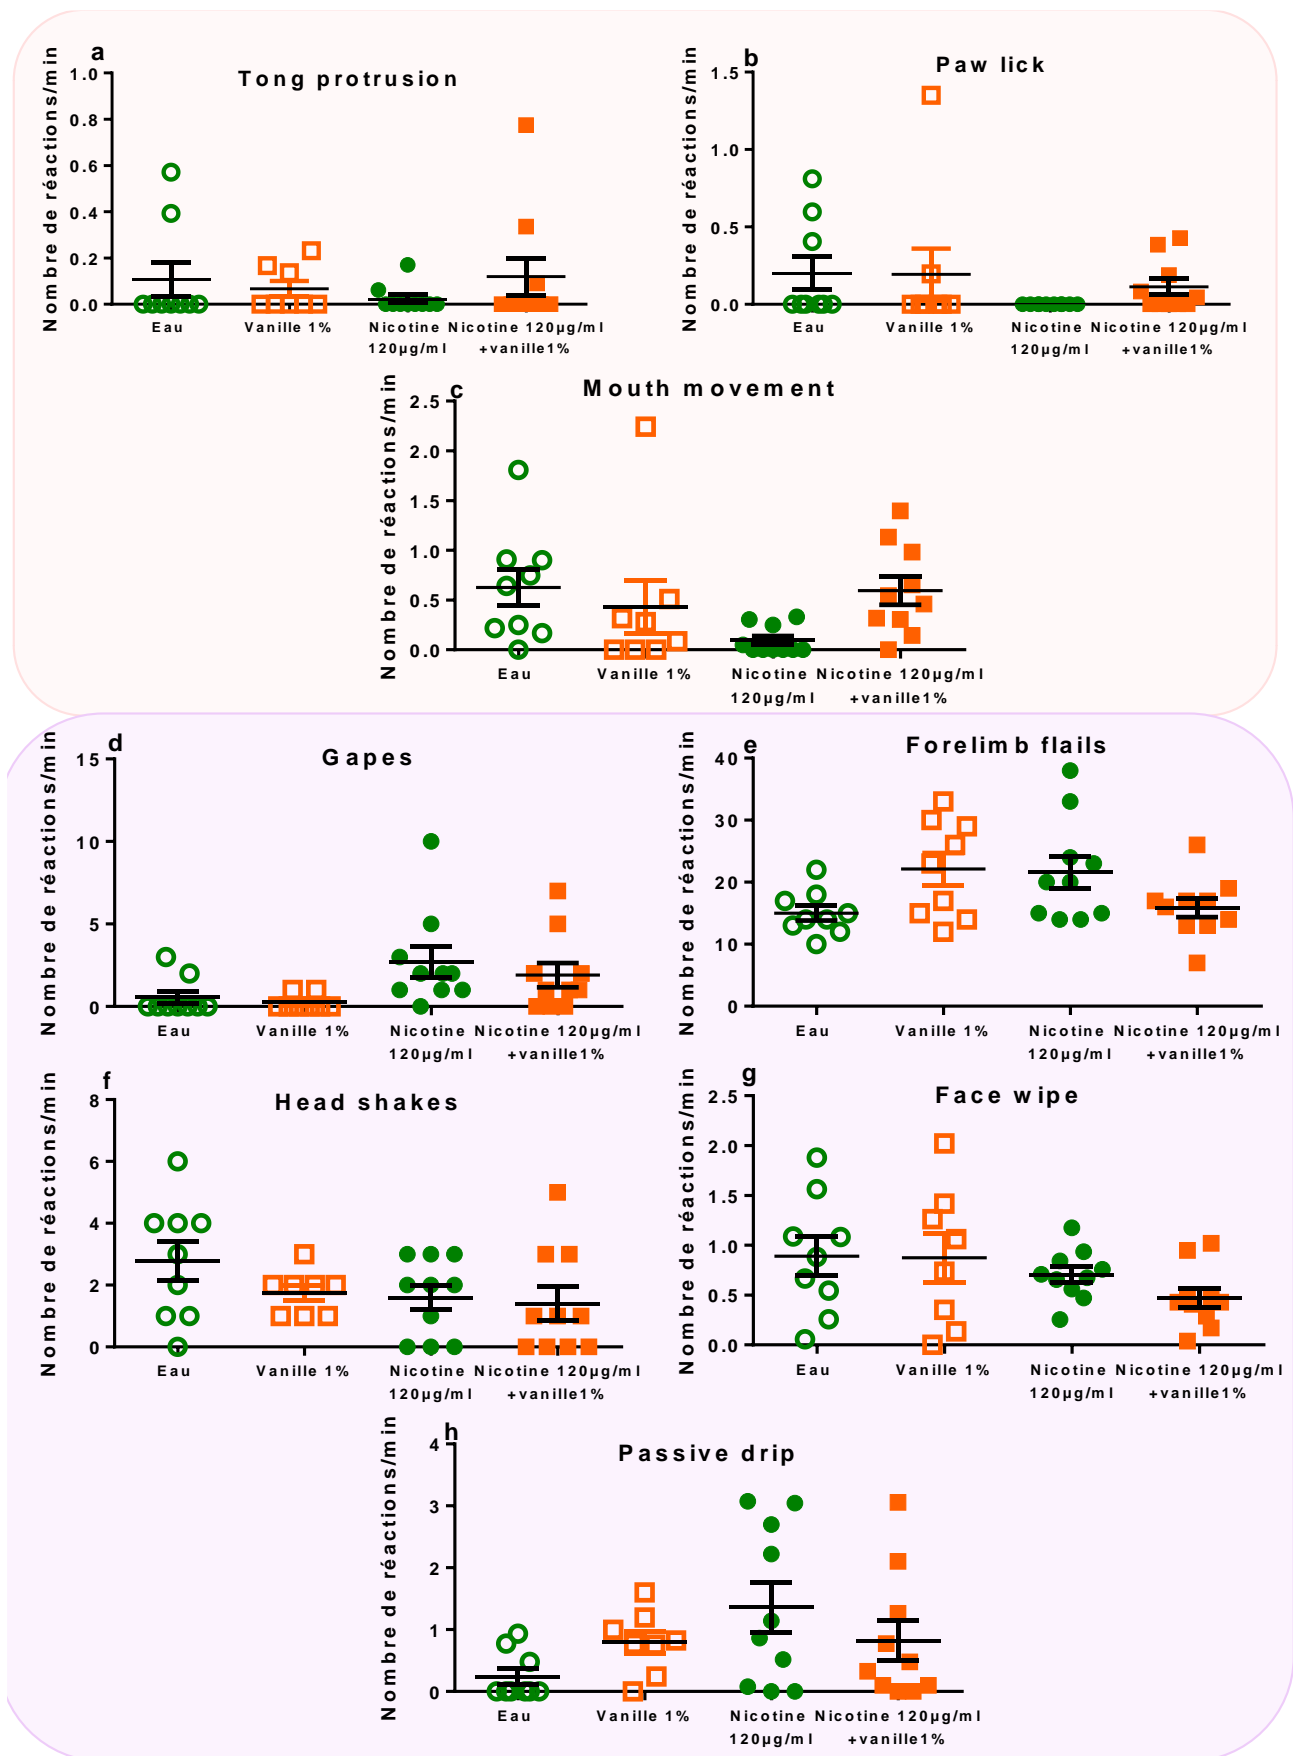 a
Tong protrusion
Nombre de réactions/min
1.0
0.8
0.6
0.4
0.2
0.0
Eau
Vanille 1%
Nicotine
120µg/ml
Nicotine 120µg/ml
+vanille1%
b
Paw lick
Nombre de réactions/min
1.5
1.0
0.5
0.0
Eau
Vanille 1%
Nicotine
120µg/ml
Nicotine 120µg/ml
+vanille1%
c
Mouth movement
Nombre de réactions/min
2.5
2.0
1.5
1.0
0.5
0.0
Eau
Vanille 1%
Nicotine
120µg/ml
Nicotine 120µg/ml
+vanille1%
d
Gapes
Nombre de réactions/min
15
10
5
0
Eau
Vanille 1%
Nicotine
120µg/ml
Nicotine 120µg/ml
+vanille1%
e
Forelimb flails
Nombre de réactions/min
40
30
20
10
0
Eau
Vanille 1%
Nicotine
120µg/ml
Nicotine 120µg/ml
+vanille1%
f
Head shakes
Nombre de réactions/min
8
6
4
2
0
Eau
Vanille 1%
Nicotine
120µg/ml
Nicotine 120µg/ml
+vanille1%
g
Face wipe
Nombre de réactions/min
2.5
2.0
1.5
1.0
0.5
0.0
Eau
Vanille 1%
Nicotine
120µg/ml
Nicotine 120µg/ml
+vanille1%
h
Passive drip
Nombre de réactions/min
4
3
2
1
0
Eau
Vanille 1%
Nicotine
120µg/ml
Nicotine 120µg/ml
+vanille1%